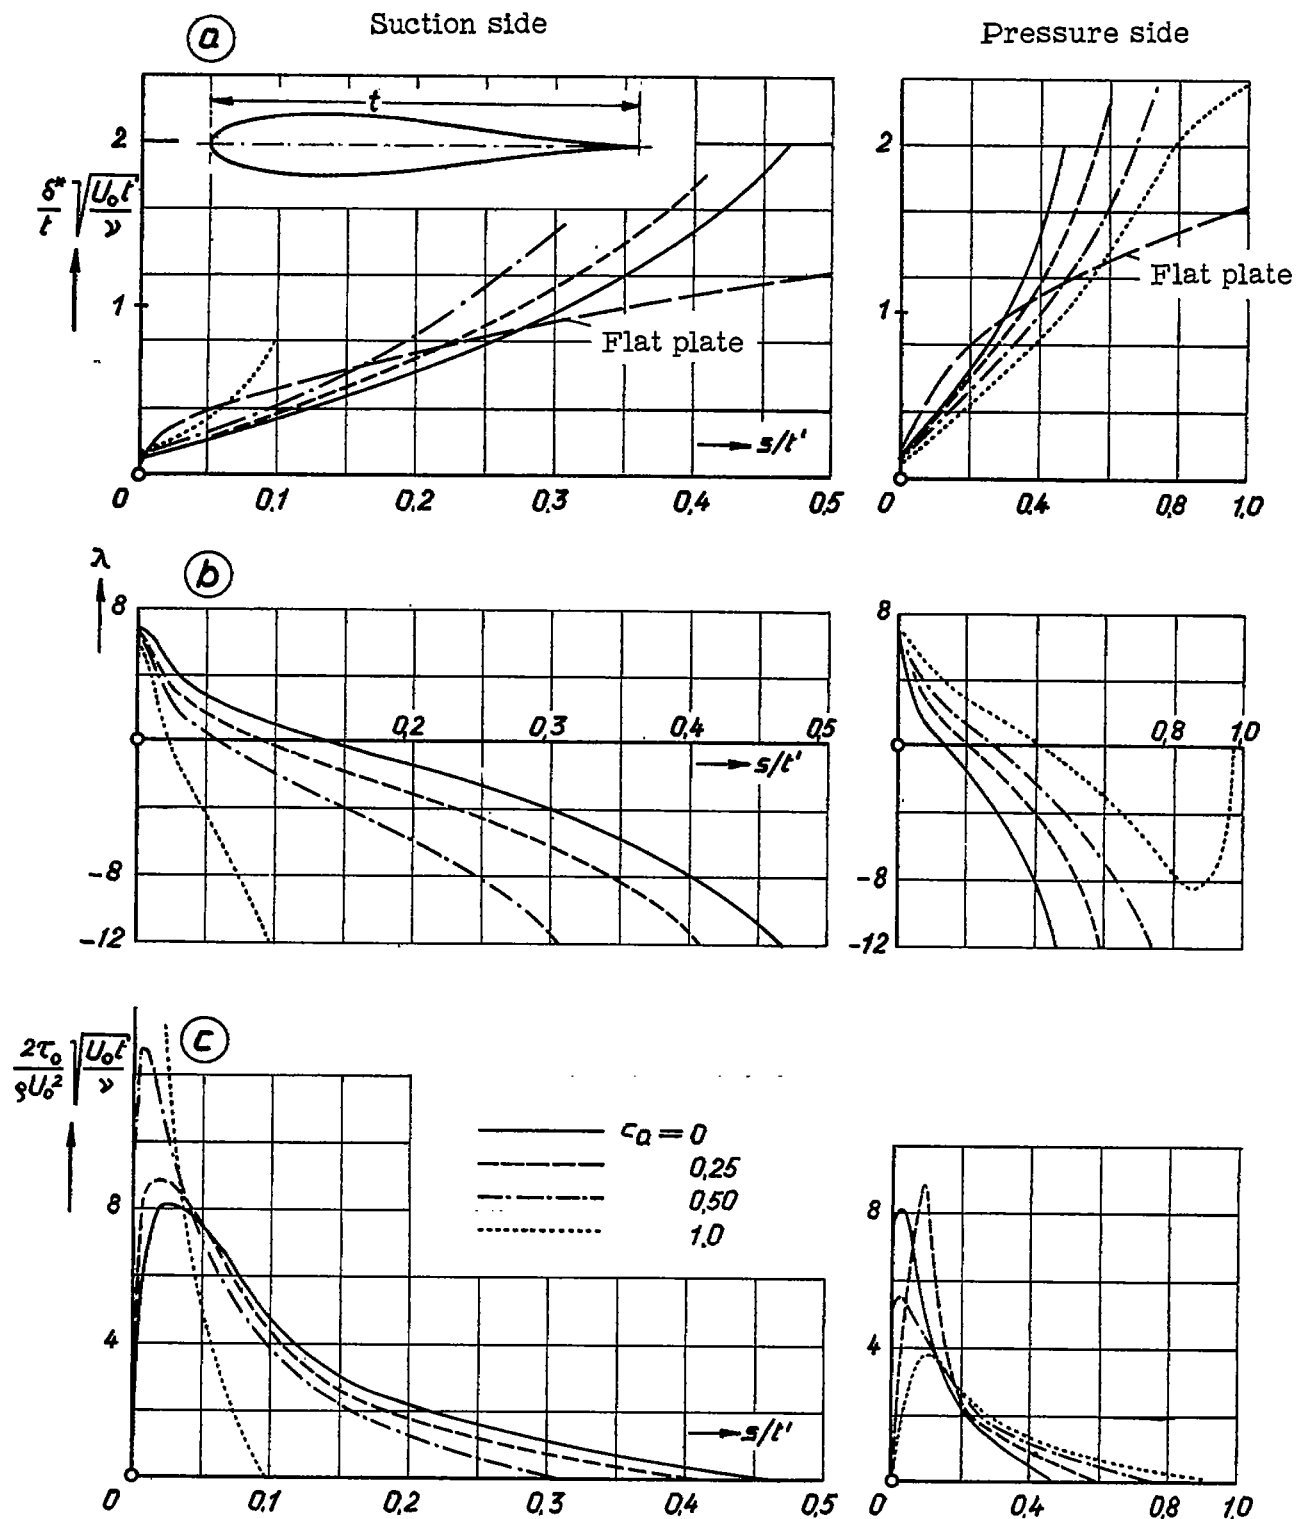 a Suction side Pressure side
t
2 2
δ*/t √(U₀t/ν)
Flat plate
1 1
Flat plate
s/t'
0 0,1 0,2 0,3 0,4 0,5 0 0,4 0,8 1,0
λ b
8 8
0,2 0,3 0,4 0,5 0,8 1,0
s/t'
-8 -8
-12 -12
c
2τ₀/ρU₀² √(U₀t/ν)
cₐ = 0
0,25
8 0,50 8
1,0
4 4
s/t'
0 0,1 0,2 0,3 0,4 0,5 0 0,4 0,8 1,0